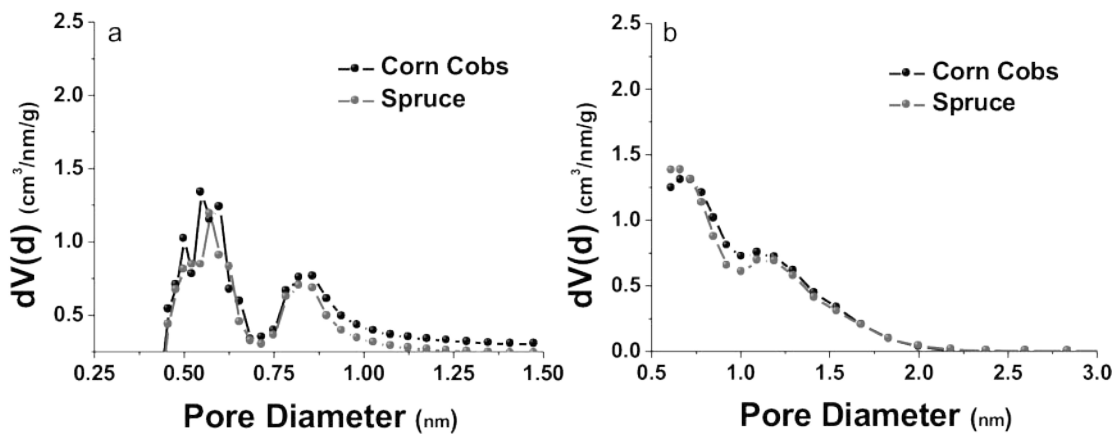 a
Corn Cobs
Spruce
2.5
2.0
1.5
1.0
0.5
dV(d) (cm³/nm/g)
0.25 0.50 0.75 1.00 1.25 1.50
Pore Diameter (nm)
b
Corn Cobs
Spruce
2.5
2.0
1.5
1.0
0.5
0.0
dV(d) (cm³/nm/g)
0.5 1.0 1.5 2.0 2.5 3.0
Pore Diameter (nm)